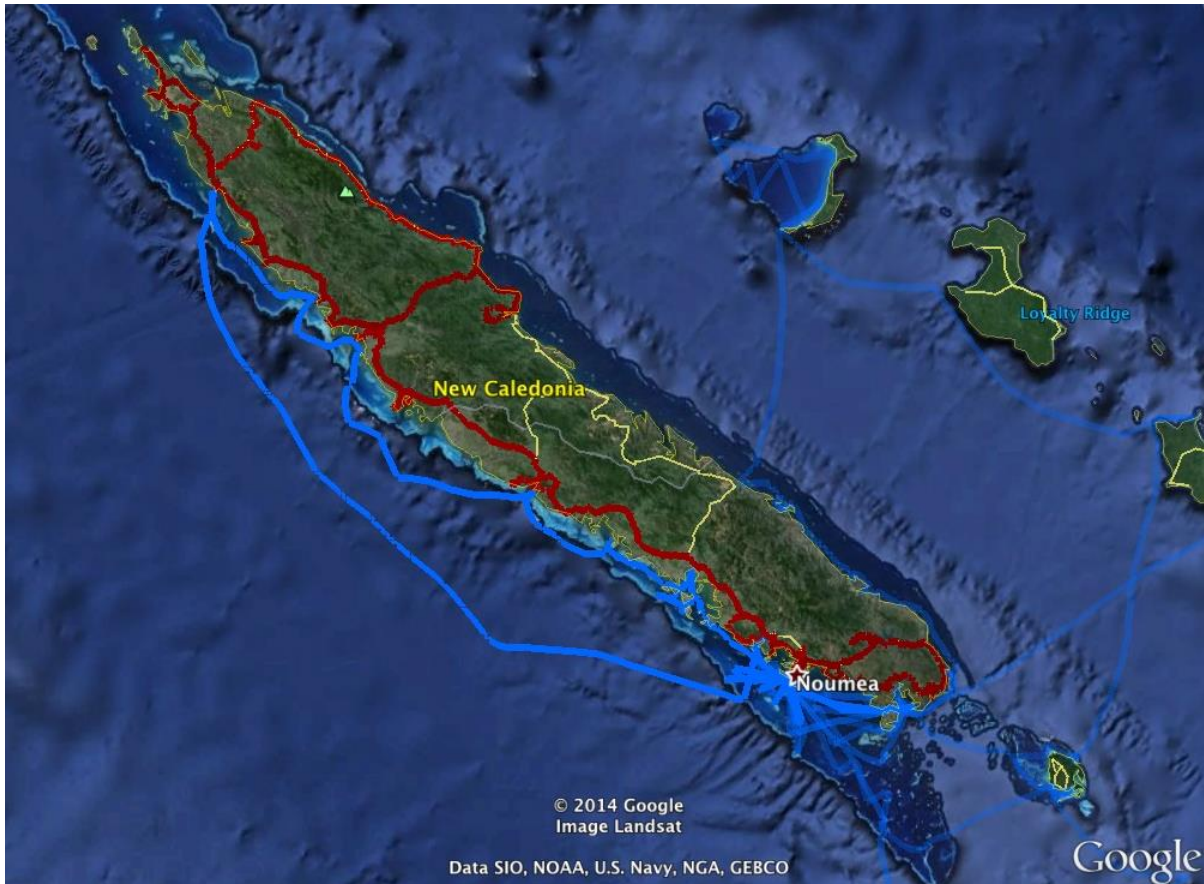 Loyalty Ridge
New Caledonia
Noumea
© 2014 Google
Image Landsat
Data SIO, NOAA, U.S. Navy, NGA, GEBCO
Google